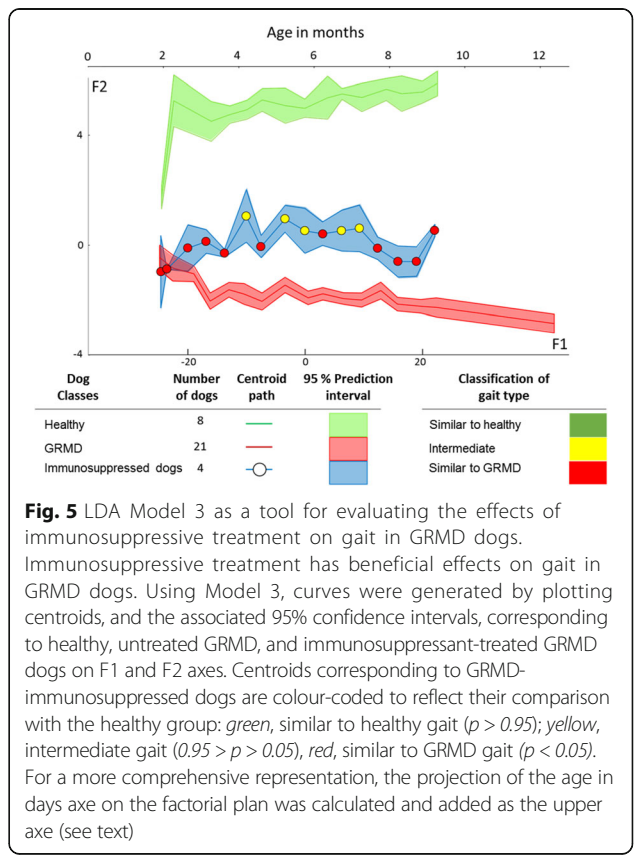 Age in months
0 2 4 6 8 10 12
F2
4
0
-4
F1
-20 0 20
Dog Classes Number of dogs Centroid path 95 % Prediction interval Classification of gait type
Healthy 8 Similar to healthy
GRMD 21 Intermediate
Immunosuppressed dogs 4 Similar to GRMD
Fig. 5 LDA Model 3 as a tool for evaluating the effects of
immunosuppressive treatment on gait in GRMD dogs.
Immunosuppressive treatment has beneficial effects on gait in
GRMD dogs. Using Model 3, curves were generated by plotting
centroids, and the associated 95% confidence intervals, corresponding
to healthy, untreated GRMD, and immunosuppressant-treated GRMD
dogs on F1 and F2 axes. Centroids corresponding to GRMD-
immunosuppressed dogs are colour-coded to reflect their comparison
with the healthy group: green, similar to healthy gait (p > 0.95); yellow,
intermediate gait (0.95 > p > 0.05), red, similar to GRMD gait (p < 0.05).
For a more comprehensive representation, the projection of the age in
days axe on the factorial plan was calculated and added as the upper
axe (see text)